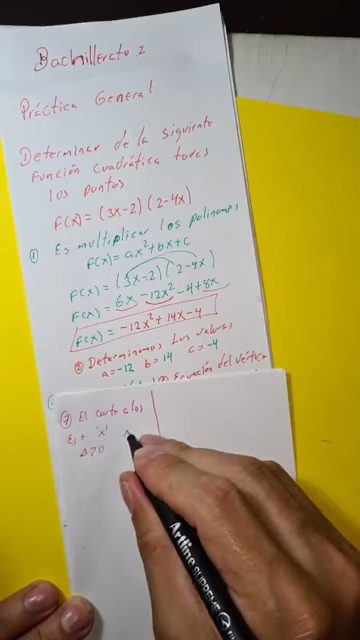 Bachillerato 2
Práctica General
Determinar de la siguiente
función cuadrática todos
los puntos
F(x) = (3x-2)(2-4x)
① Es multiplicar los polinomios
F(x) = ax²+bx+c
F(x) = (3x-2)(2-4x)
F(x) = 6x -12x² -4+8x
F(x) = -12x²+14x-4
② Determinamos los valores
a=-12 b=14 c=-4
Ecuación del vértice
⑦ El corte a los
"x"
Δ>0
Artline SUPREME